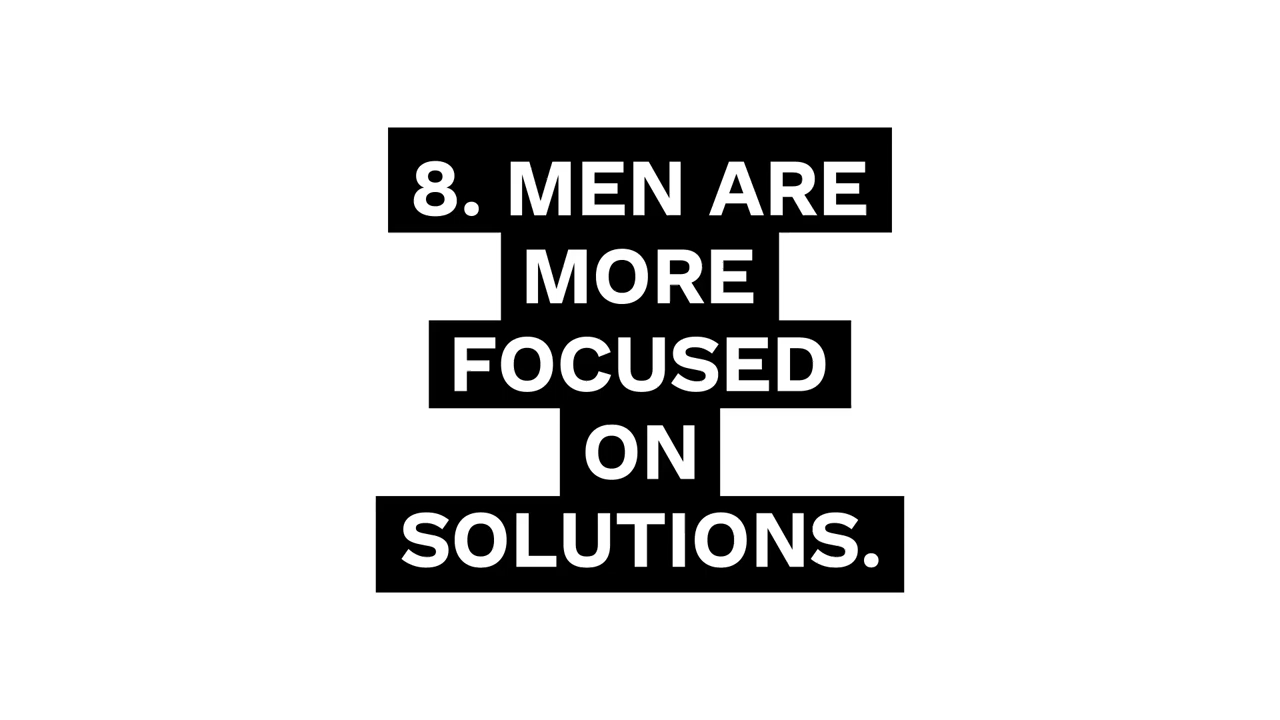 8. MEN ARE
MORE
FOCUSED
ON
SOLUTIONS.